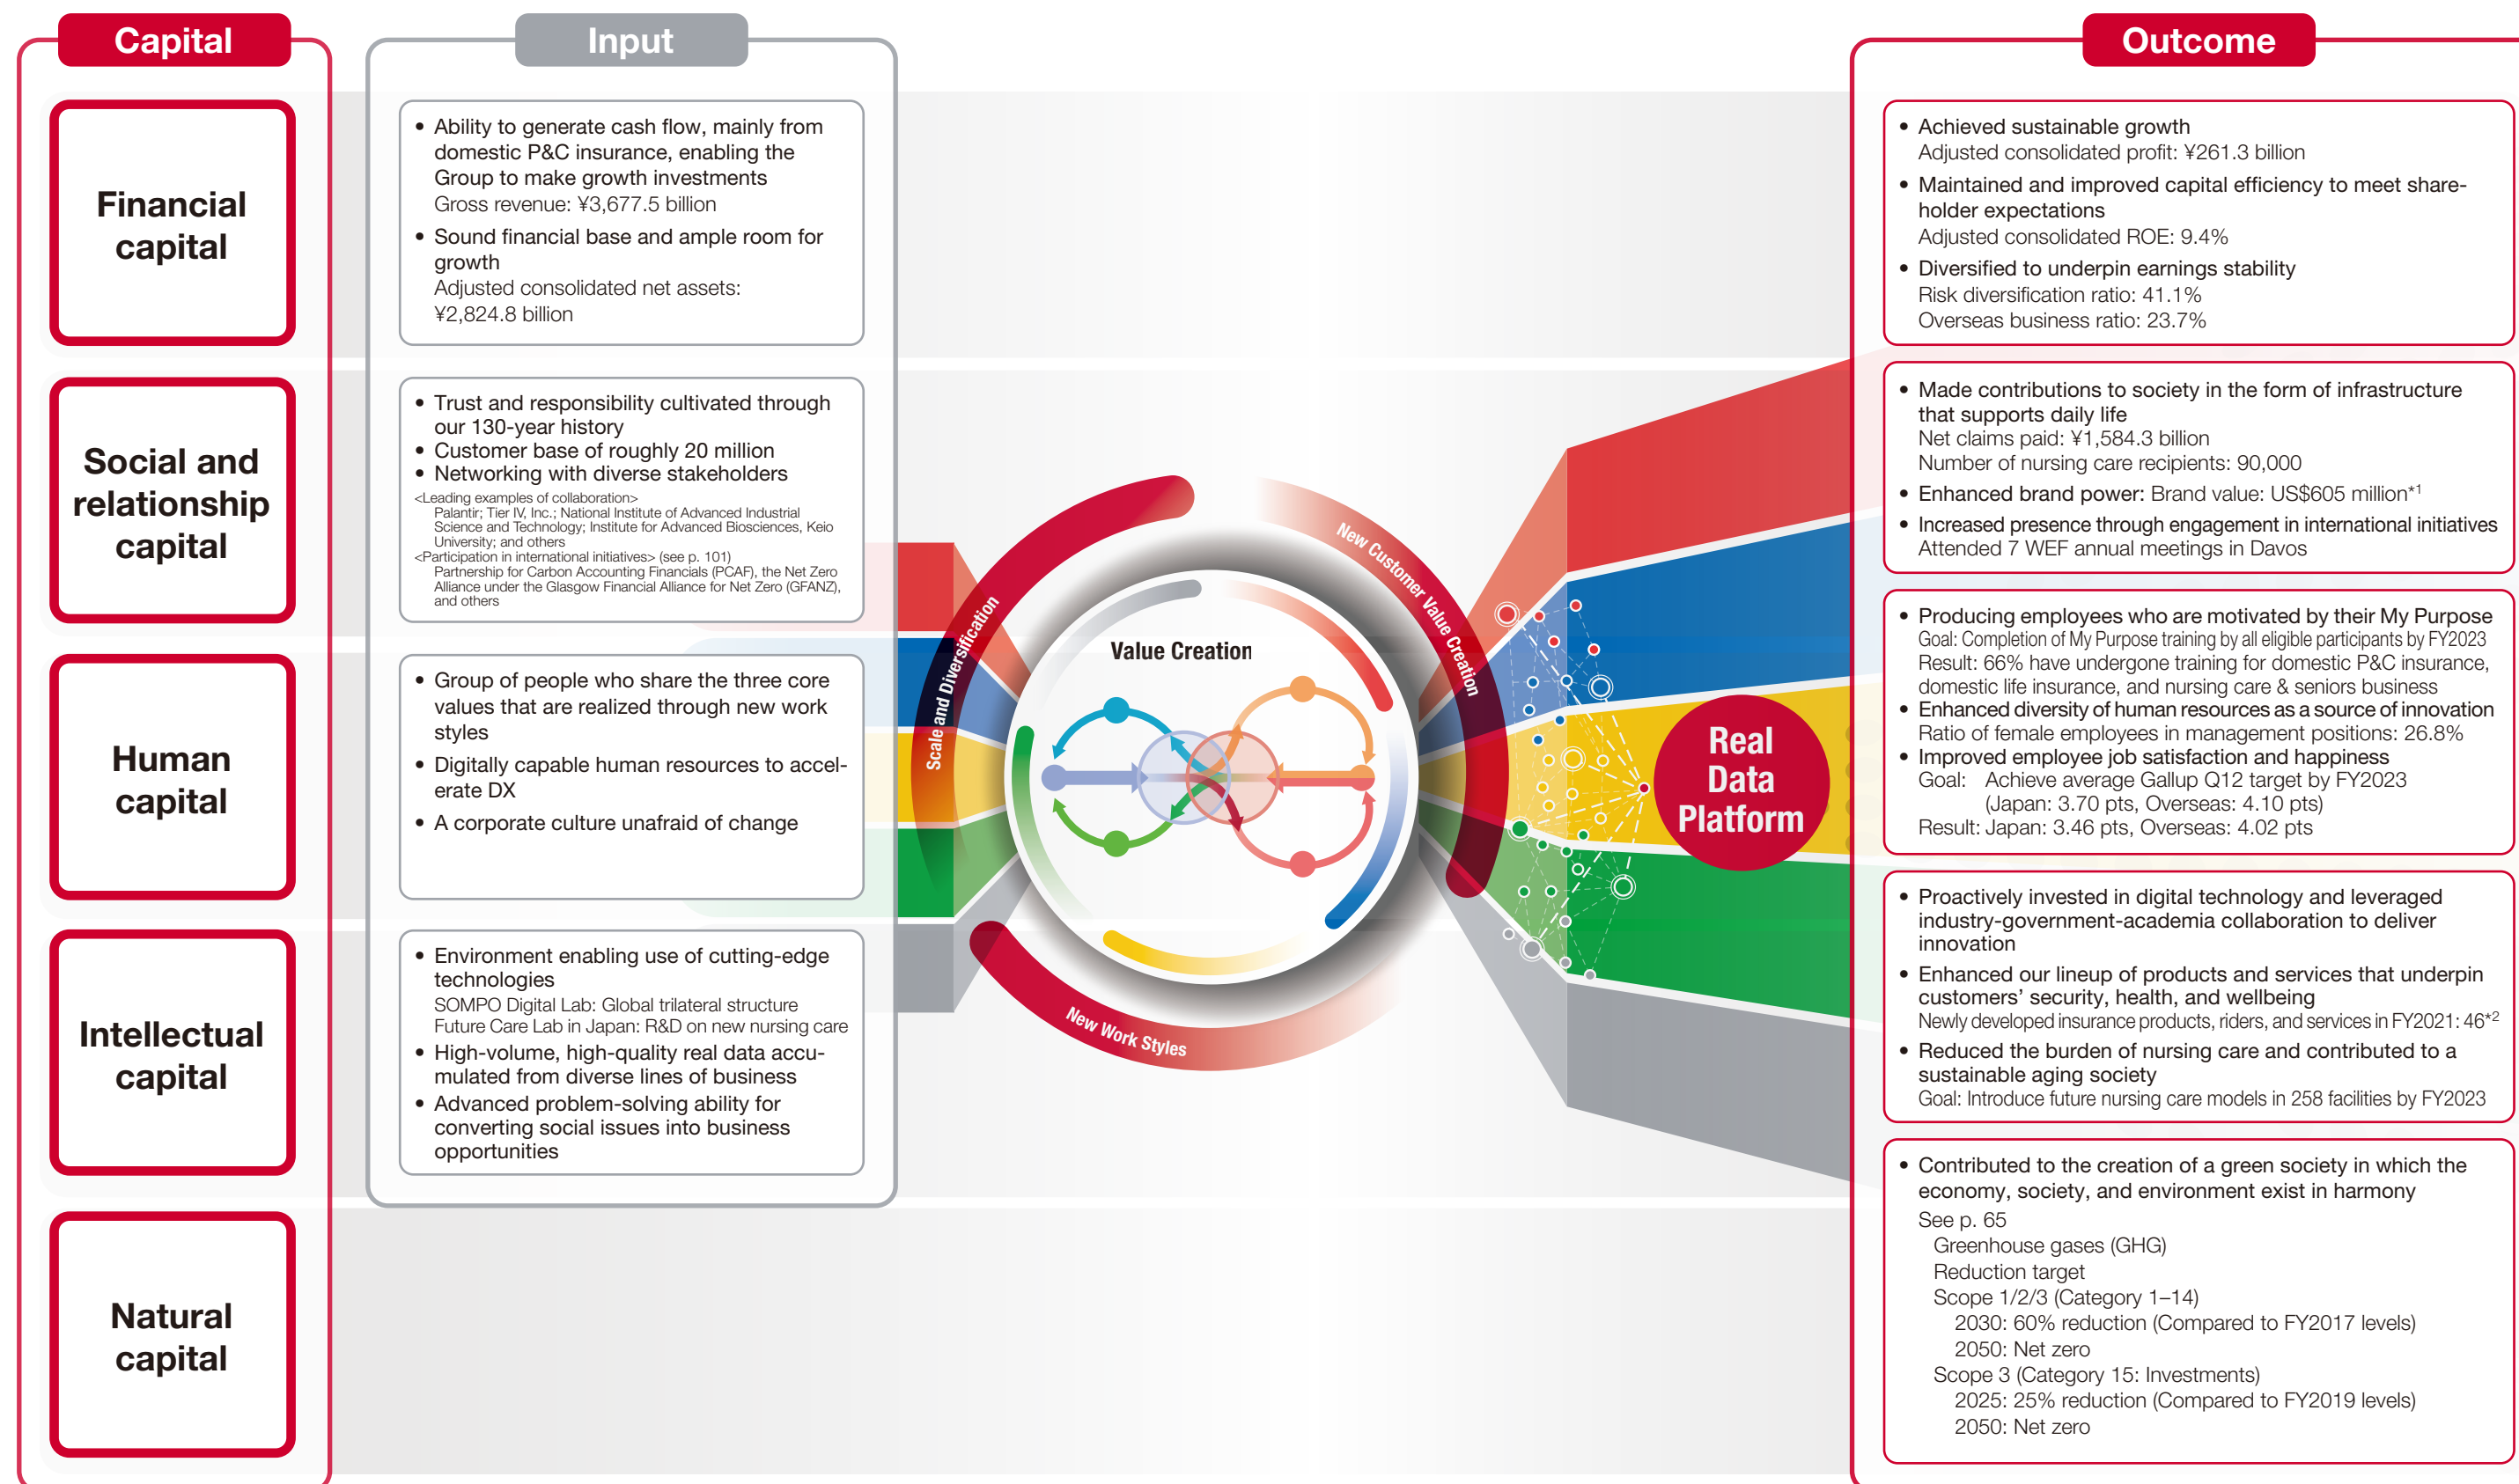 Capital
Input
Outcome
Financial
capital
• Ability to generate cash flow, mainly from
domestic P&C insurance, enabling the
Group to make growth investments
Gross revenue: ¥3,677.5 billion
• Sound financial base and ample room for
growth
Adjusted consolidated net assets:
¥2,824.8 billion
• Achieved sustainable growth
Adjusted consolidated profit: ¥261.3 billion
• Maintained and improved capital efficiency to meet share-
holder expectations
Adjusted consolidated ROE: 9.4%
• Diversified to underpin earnings stability
Risk diversification ratio: 41.1%
Overseas business ratio: 23.7%
Social and
relationship
capital
• Trust and responsibility cultivated through
our 130-year history
• Customer base of roughly 20 million
• Networking with diverse stakeholders
<Leading examples of collaboration>
Palantir; Tier IV, Inc.; National Institute of Advanced Industrial
Science and Technology; Institute for Advanced Biosciences, Keio
University; and others
<Participation in international initiatives> (see p. 101)
Partnership for Carbon Accounting Financials (PCAF), the Net Zero
Alliance under the Glasgow Financial Alliance for Net Zero (GFANZ),
and others
• Made contributions to society in the form of infrastructure
that supports daily life
Net claims paid: ¥1,584.3 billion
Number of nursing care recipients: 90,000
• Enhanced brand power: Brand value: US$605 million*1
• Increased presence through engagement in international initiatives
Attended 7 WEF annual meetings in Davos
Human
capital
• Group of people who share the three core
values that are realized through new work
styles
• Digitally capable human resources to accel-
erate DX
• A corporate culture unafraid of change
Scale and Diversification
New Customer Value Creation
New Work Styles
Value Creation
Real
Data
Platform
• Producing employees who are motivated by their My Purpose
Goal: Completion of My Purpose training by all eligible participants by FY2023
Result: 66% have undergone training for domestic P&C insurance,
domestic life insurance, and nursing care & seniors business
• Enhanced diversity of human resources as a source of innovation
Ratio of female employees in management positions: 26.8%
• Improved employee job satisfaction and happiness
Goal: Achieve average Gallup Q12 target by FY2023
(Japan: 3.70 pts, Overseas: 4.10 pts)
Result: Japan: 3.46 pts, Overseas: 4.02 pts
Intellectual
capital
• Environment enabling use of cutting-edge
technologies
SOMPO Digital Lab: Global trilateral structure
Future Care Lab in Japan: R&D on new nursing care
• High-volume, high-quality real data accu-
mulated from diverse lines of business
• Advanced problem-solving ability for
converting social issues into business
opportunities
• Proactively invested in digital technology and leveraged
industry-government-academia collaboration to deliver
innovation
• Enhanced our lineup of products and services that underpin
customers’ security, health, and wellbeing
Newly developed insurance products, riders, and services in FY2021: 46*2
• Reduced the burden of nursing care and contributed to a
sustainable aging society
Goal: Introduce future nursing care models in 258 facilities by FY2023
Natural
capital
• Contributed to the creation of a green society in which the
economy, society, and environment exist in harmony
See p. 65
Greenhouse gases (GHG)
Reduction target
Scope 1/2/3 (Category 1–14)
2030: 60% reduction (Compared to FY2017 levels)
2050: Net zero
Scope 3 (Category 15: Investments)
2025: 25% reduction (Compared to FY2019 levels)
2050: Net zero